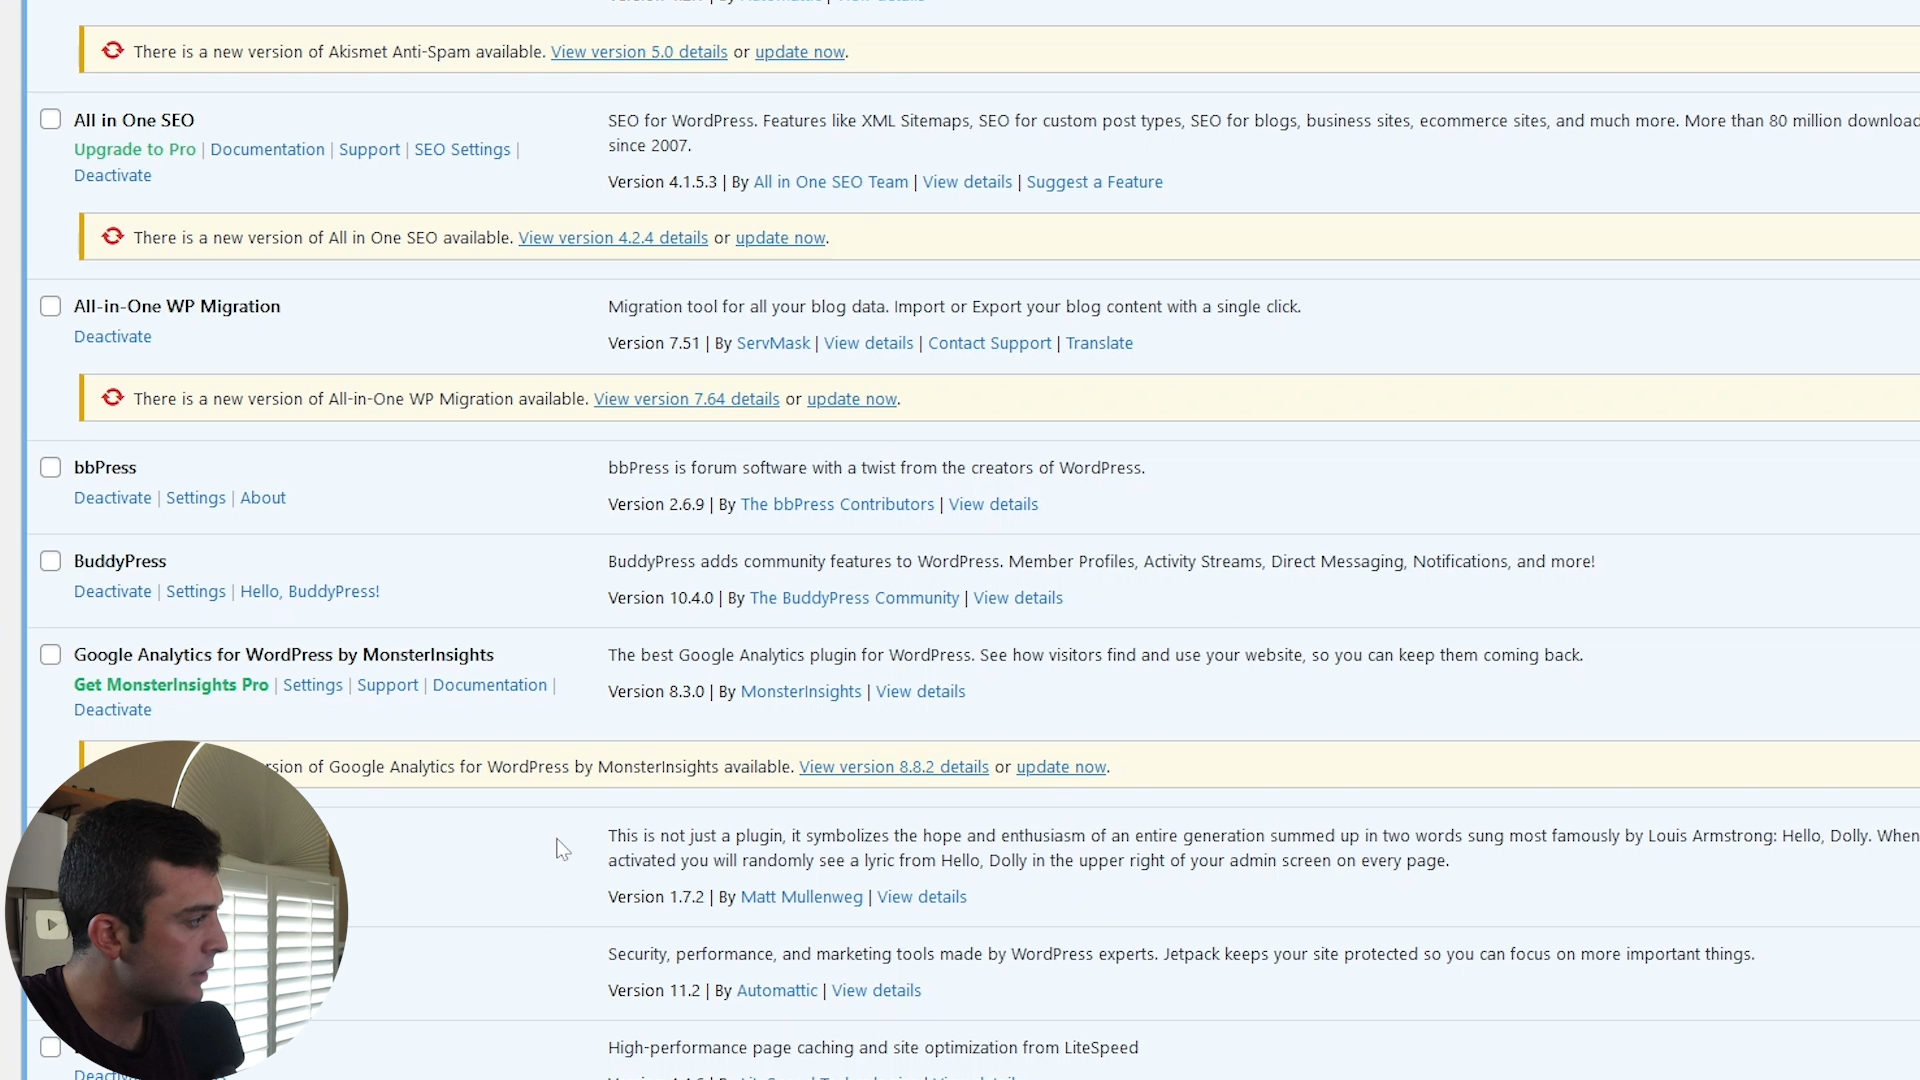 There is a new version of Akismet Anti-Spam available. View version 5.0 details or update now.
All in One SEO
Upgrade to Pro | Documentation | Support | SEO Settings |
Deactivate
SEO for WordPress. Features like XML Sitemaps, SEO for custom post types, SEO for blogs, business sites, ecommerce sites, and much more. More than 80 million download
since 2007.
Version 4.1.5.3 | By All in One SEO Team | View details | Suggest a Feature
There is a new version of All in One SEO available. View version 4.2.4 details or update now.
All-in-One WP Migration
Deactivate
Migration tool for all your blog data. Import or Export your blog content with a single click.
Version 7.51 | By ServMask | View details | Contact Support | Translate
There is a new version of All-in-One WP Migration available. View version 7.64 details or update now.
bbPress
Deactivate | Settings | About
bbPress is forum software with a twist from the creators of WordPress.
Version 2.6.9 | By The bbPress Contributors | View details
BuddyPress
Deactivate | Settings | Hello, BuddyPress!
BuddyPress adds community features to WordPress. Member Profiles, Activity Streams, Direct Messaging, Notifications, and more!
Version 10.4.0 | By The BuddyPress Community | View details
Google Analytics for WordPress by MonsterInsights
Get MonsterInsights Pro | Settings | Support | Documentation |
Deactivate
The best Google Analytics plugin for WordPress. See how visitors find and use your website, so you can keep them coming back.
Version 8.3.0 | By MonsterInsights | View details
of Google Analytics for WordPress by MonsterInsights available. View version 8.8.2 details or update now.
This is not just a plugin, it symbolizes the hope and enthusiasm of an entire generation summed up in two words sung most famously by Louis Armstrong: Hello, Dolly. When
activated you will randomly see a lyric from Hello, Dolly in the upper right of your admin screen on every page.
Version 1.7.2 | By Matt Mullenweg | View details
Security, performance, and marketing tools made by WordPress experts. Jetpack keeps your site protected so you can focus on more important things.
Version 11.2 | By Automattic | View details
High-performance page caching and site optimization from LiteSpeed